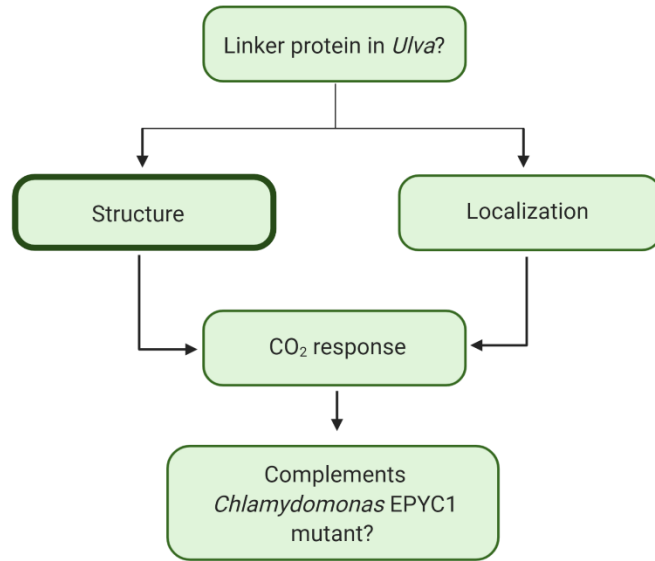 Linker protein in Ulva?
Structure
Localization
CO₂ response
Complements
Chlamydomonas EPYC1
mutant?